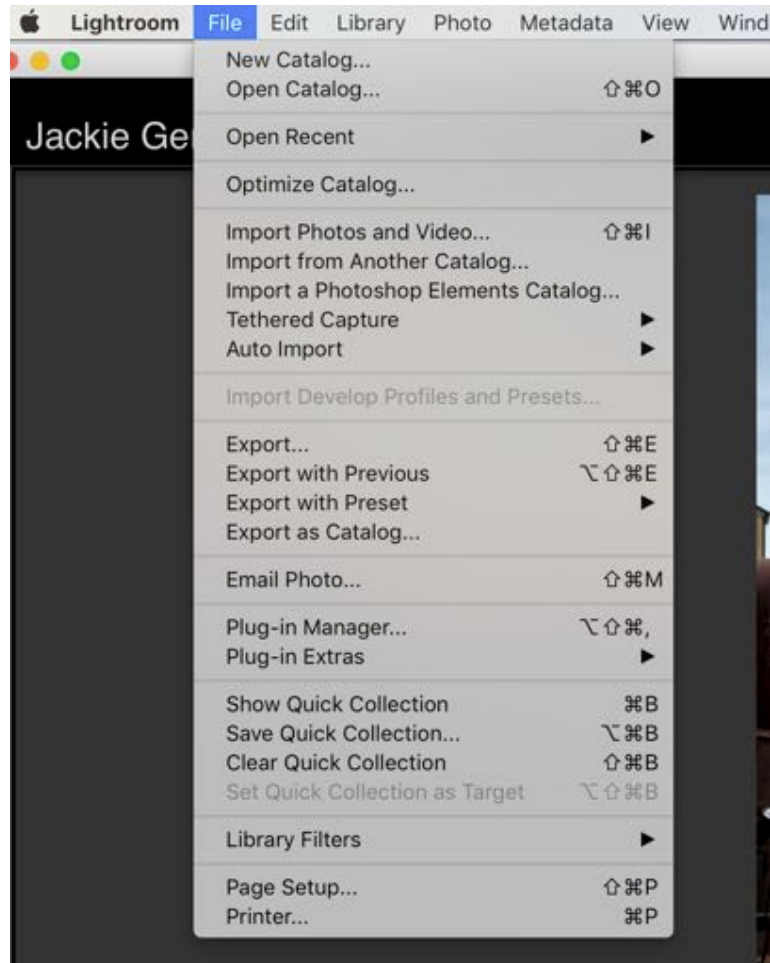 Lightroom File Edit Library Photo Metadata View Wind
Jackie Ge
New Catalog...
Open Catalog... ⇧⌘O
Open Recent ▶
Optimize Catalog...
Import Photos and Video... ⇧⌘I
Import from Another Catalog...
Import a Photoshop Elements Catalog...
Tethered Capture ▶
Auto Import ▶
Import Develop Profiles and Presets...
Export... ⇧⌘E
Export with Previous ⌥⇧⌘E
Export with Preset ▶
Export as Catalog...
Email Photo... ⇧⌘M
Plug-in Manager... ⌥⇧⌘,
Plug-in Extras ▶
Show Quick Collection ⌘B
Save Quick Collection... ⌥⌘B
Clear Quick Collection ⇧⌘B
Set Quick Collection as Target ⌥⇧⌘B
Library Filters ▶
Page Setup... ⇧⌘P
Printer... ⌘P